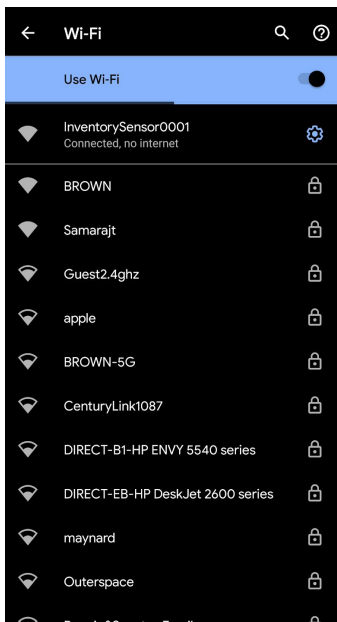 Wi-Fi
Use Wi-Fi
InventorySensor0001
Connected, no internet
BROWN
Samarajt
Guest2.4ghz
apple
BROWN-5G
CenturyLink1087
DIRECT-B1-HP ENVY 5540 series
DIRECT-EB-HP DeskJet 2600 series
maynard
Outerspace